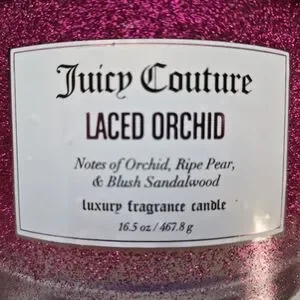 Juicy Couture
LACED ORCHID
Notes of Orchid, Ripe Pear,
& Blush Sandalwood
luxury fragrance candle
16.5 oz / 467.8 g